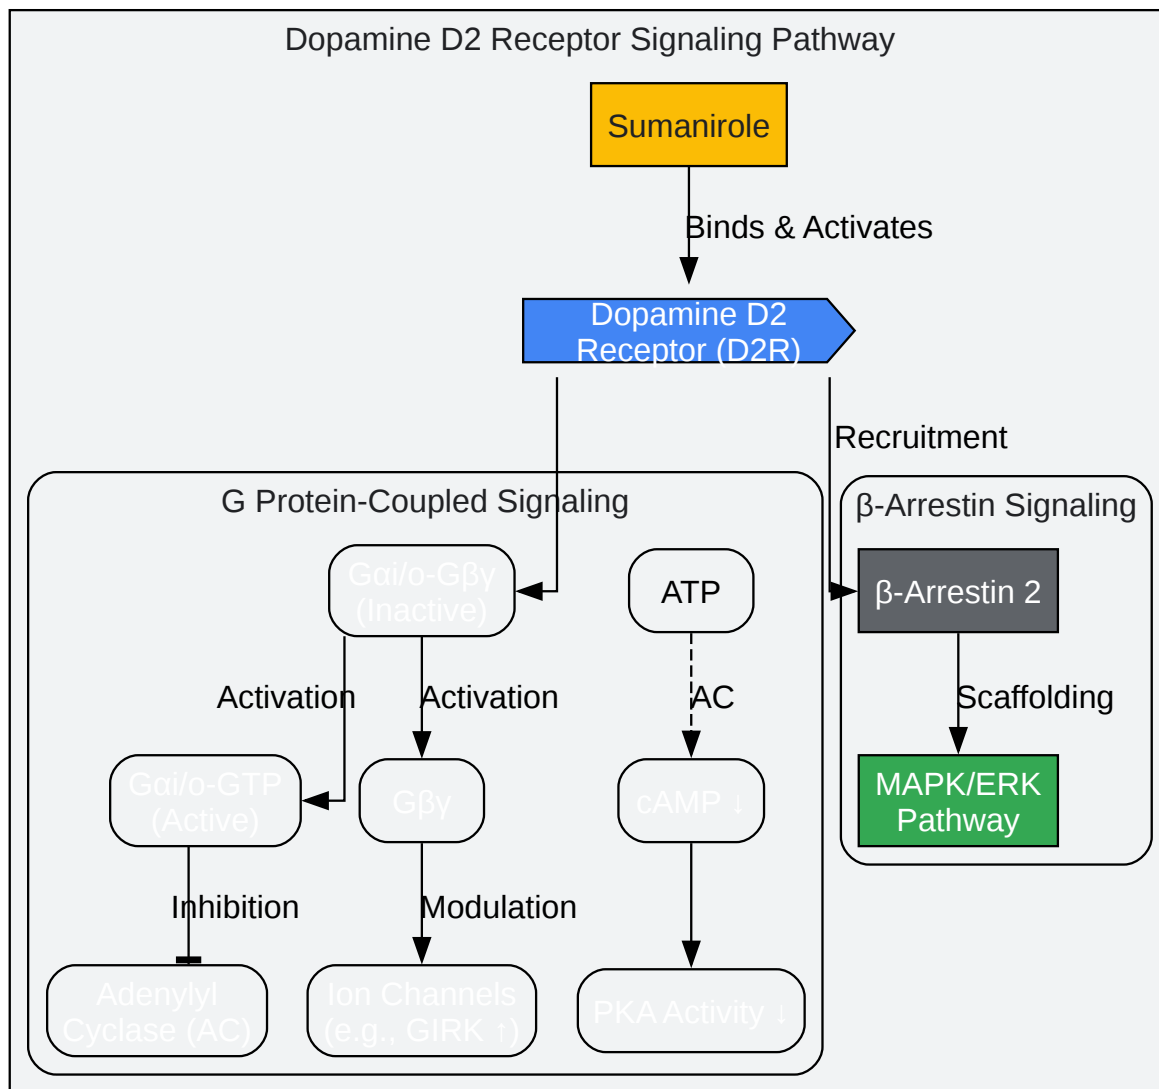 Dopamine D2 Receptor Signaling Pathway
Sumanirole
Binds & Activates
Dopamine D2
Receptor (D2R)
Recruitment
G Protein-Coupled Signaling
β-Arrestin Signaling
Gαi/o-Gβγ
(Inactive)
ATP
β-Arrestin 2
Activation
Activation
AC
Scaffolding
Gαi/o-GTP
(Active)
Gβγ
cAMP ↓
MAPK/ERK
Pathway
Inhibition
Modulation
Adenylyl
Cyclase (AC)
Ion Channels
(e.g., GIRK ↑)
PKA Activity ↓